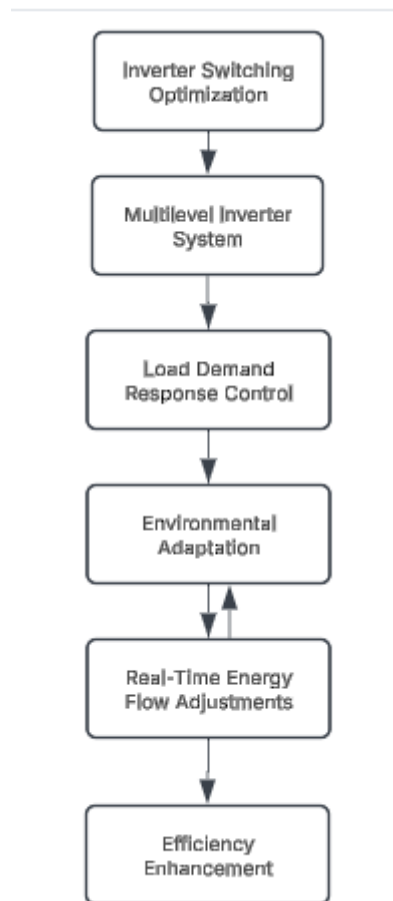 Inverter Switching
Optimization
Multilevel Inverter
System
Load Demand
Response Control
Environmental
Adaptation
Real-Time Energy
Flow Adjustments
Efficiency
Enhancement